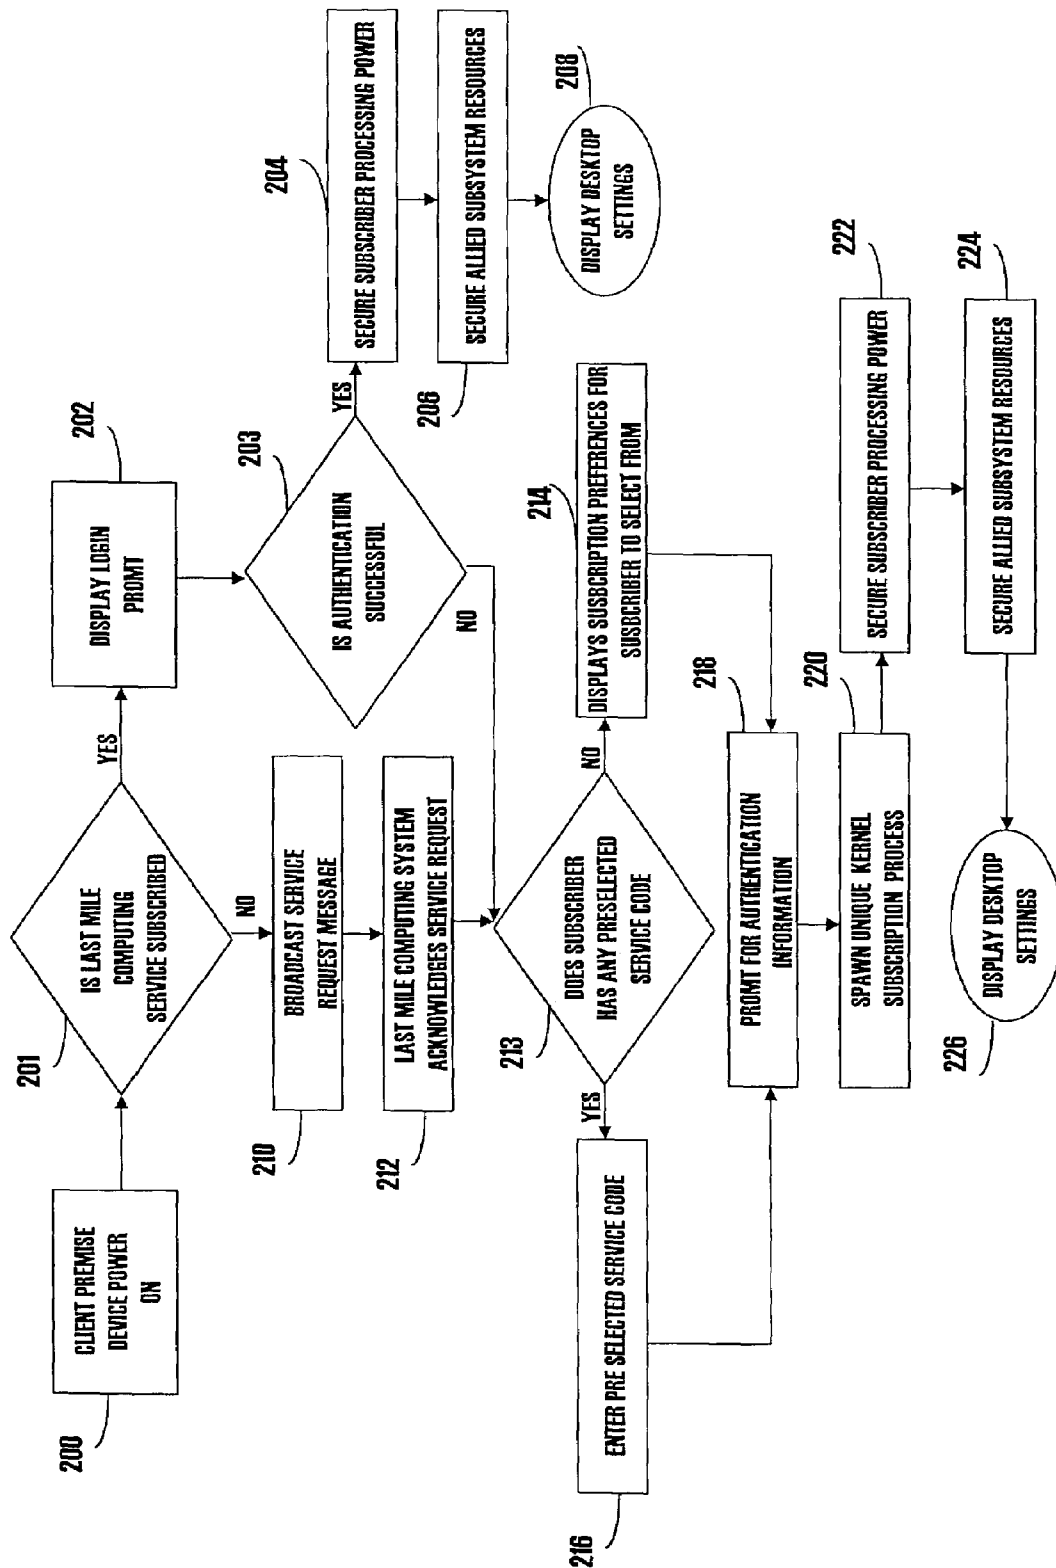 200
CLIENT PREMISE
DEVICE POWER
ON
201
IS LAST MILE
COMPUTING
SERVICE SUBSCRIBED
YES
NO
202
DISPLAY LOGIN
PROMT
203
IS AUTHENTICATION
SUCCESSFUL
YES
NO
204
SECURE SUBSCRIBER PROCESSING POWER
206
SECURE ALLIED SUBSYSTEM RESOURCES
208
DISPLAY DESKTOP
SETTINGS
210
BROADCAST SERVICE
REQUEST MESSAGE
212
LAST MILE COMPUTING SYSTEM
ACKNOWLEDGES SERVICE REQUEST
213
DOES SUBSCRIBER
HAS ANY PRESELECTED
SERVICE CODE
YES
NO
214
DISPLAYS SUSBCRIPTION PREFERENCES FOR
SUSBCRIBER TO SELECT FROM
216
ENTER PRE SELECTED SERVICE CODE
218
PROMT FOR AUTHENTICATION
INFORMATION
220
SPAWN UNIQUE KERNEL
SUBSCRIPTION PROCESS
222
SECURE SUBSCRIBER PROCESSING POWER
224
SECURE ALLIED SUBSYSTEM RESOURCES
226
DISPLAY DESKTOP
SETTINGS